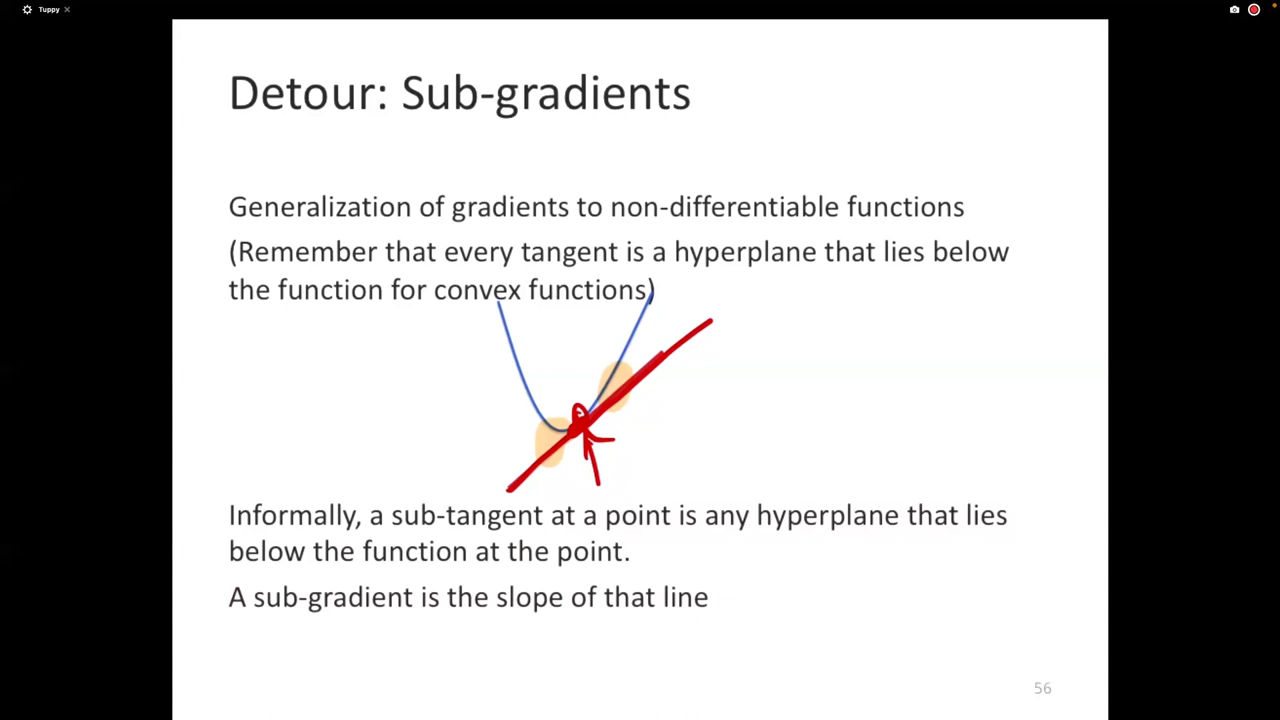 Tuppy
Detour: Sub-gradients
Generalization of gradients to non-differentiable functions
(Remember that every tangent is a hyperplane that lies below
the function for convex functions)
Informally, a sub-tangent at a point is any hyperplane that lies
below the function at the point.
A sub-gradient is the slope of that line
56